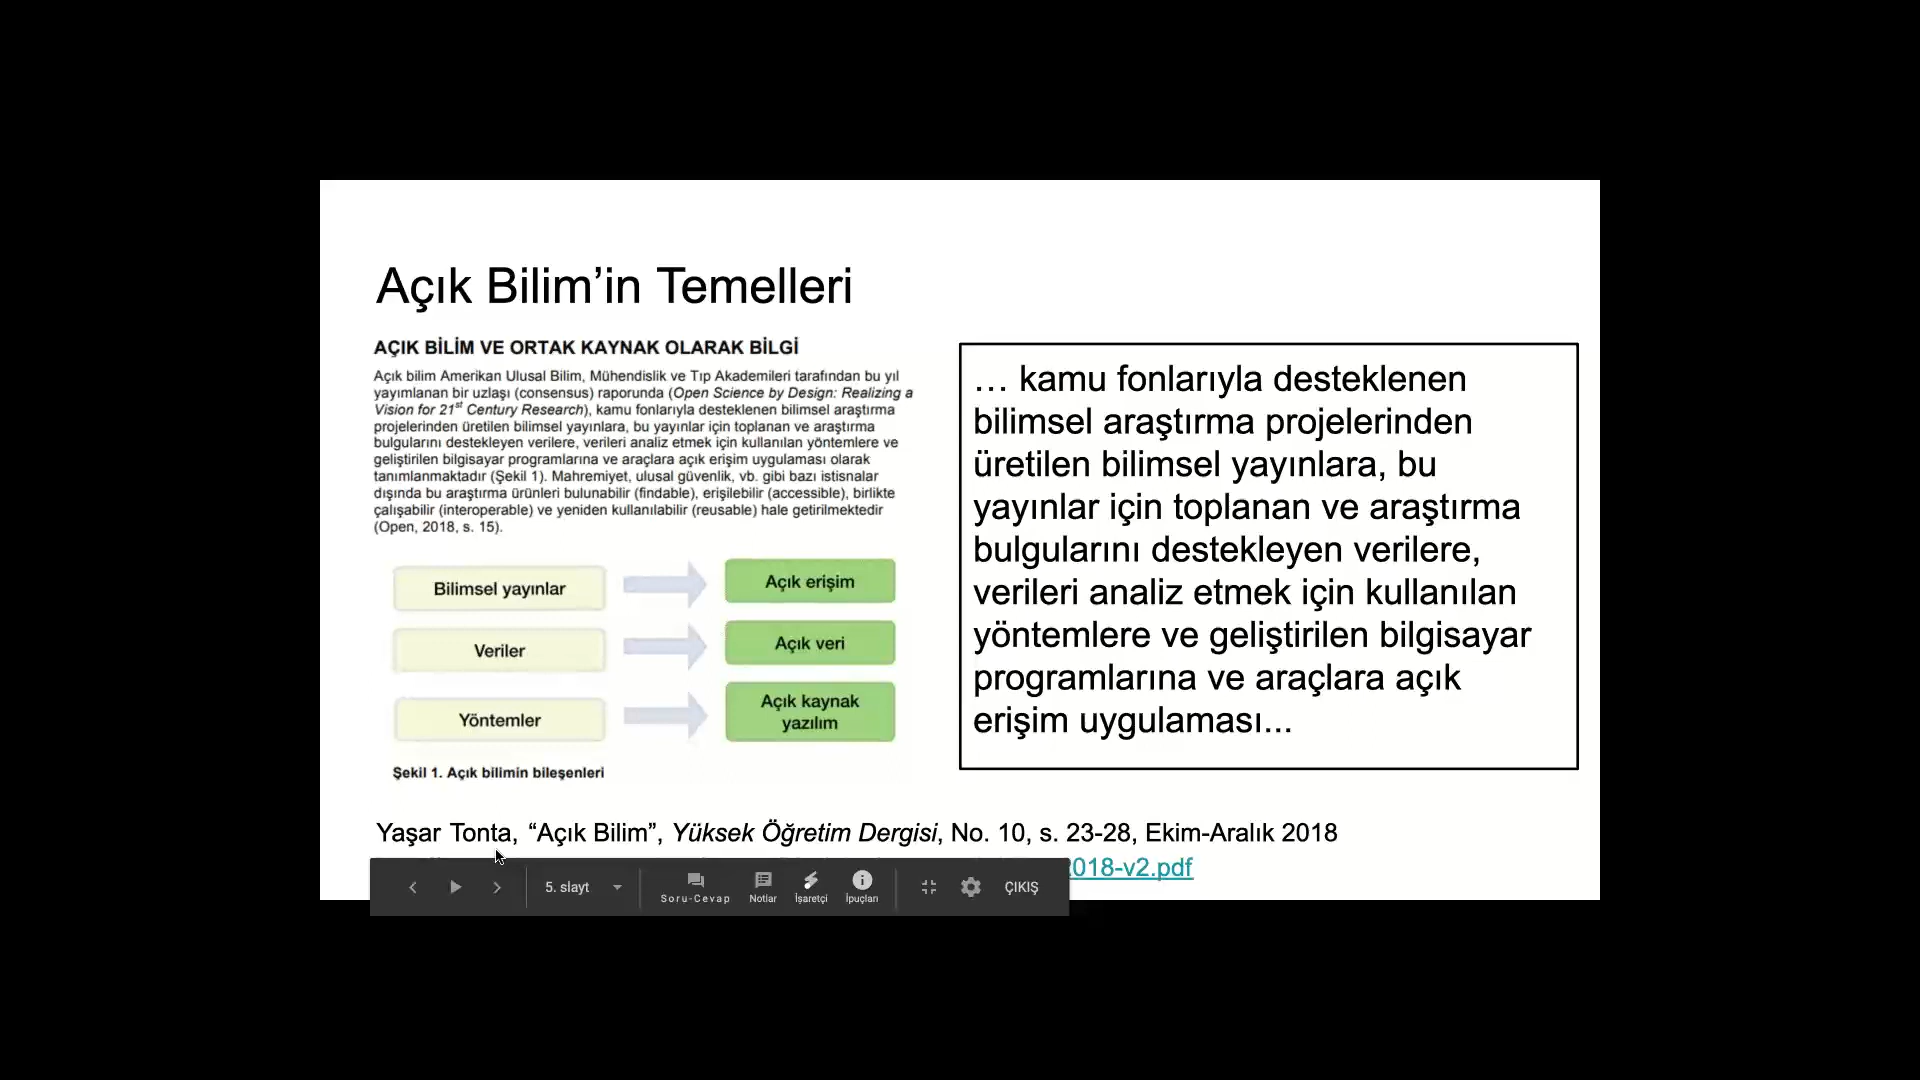 Açık Bilim’in Temelleri
AÇIK BİLİM VE ORTAK KAYNAK OLARAK BİLGİ
Açık bilim Amerikan Ulusal Bilim, Mühendislik ve Tıp Akademileri tarafından bu yıl
yayımlanan bir uzlaşı (consensus) raporunda (Open Science by Design: Realizing a
Vision for 21st Century Research), kamu fonlarıyla desteklenen bilimsel araştırma
projelerinden üretilen bilimsel yayınlara, bu yayınlar için toplanan ve araştırma
bulgularını destekleyen verilere, verileri analiz etmek için kullanılan yöntemlere ve
geliştirilen bilgisayar programlarına ve araçlara açık erişim uygulaması olarak
tanımlanmaktadır (Şekil 1). Mahremiyet, ulusal güvenlik, vb. gibi bazı istisnalar
dışında bu araştırma ürünleri bulunabilir (findable), erişilebilir (accessible), birlikte
çalışabilir (interoperable) ve yeniden kullanılabilir (reusable) hale getirilmektedir
(Open, 2018, s. 15).
Bilimsel yayınlar
Açık erişim
Veriler
Açık veri
Yöntemler
Açık kaynak
yazılım
Şekil 1. Açık bilimin bileşenleri
… kamu fonlarıyla desteklenen
bilimsel araştırma projelerinden
üretilen bilimsel yayınlara, bu
yayınlar için toplanan ve araştırma
bulgularını destekleyen verilere,
verileri analiz etmek için kullanılan
yöntemlere ve geliştirilen bilgisayar
programlarına ve araçlara açık
erişim uygulaması...
Yaşar Tonta, “Açık Bilim”, Yüksek Öğretim Dergisi, No. 10, s. 23-28, Ekim-Aralık 2018
018-v2.pdf
5. slayt
Soru-Cevap
Notlar
İşaretçi
İpuçları
ÇIKIŞ